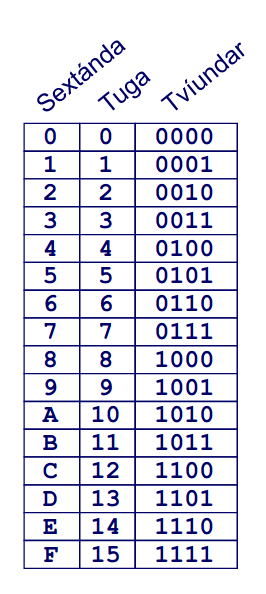 Sextánda Tuga Tvíundar
0 0 0000
1 1 0001
2 2 0010
3 3 0011
4 4 0100
5 5 0101
6 6 0110
7 7 0111
8 8 1000
9 9 1001
A 10 1010
B 11 1011
C 12 1100
D 13 1101
E 14 1110
F 15 1111